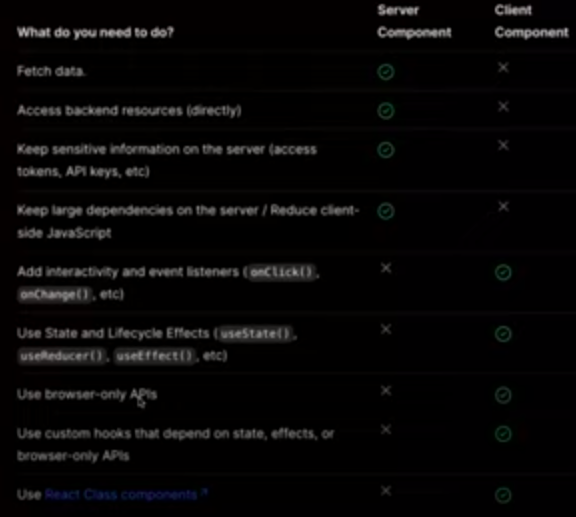 Server Component
Client Component
What do you need to do?
Fetch data.
Access backend resources (directly)
Keep sensitive information on the server (access
tokens, API keys, etc)
Keep large dependencies on the server / Reduce client-
side JavaScript
Add interactivity and event listeners ( onClick() ,
onChange() , etc)
Use State and Lifecycle Effects ( useState() ,
useReducer() , useEffect() , etc)
Use browser-only APIs
Use custom hooks that depend on state, effects, or
browser-only APIs
Use React Class components